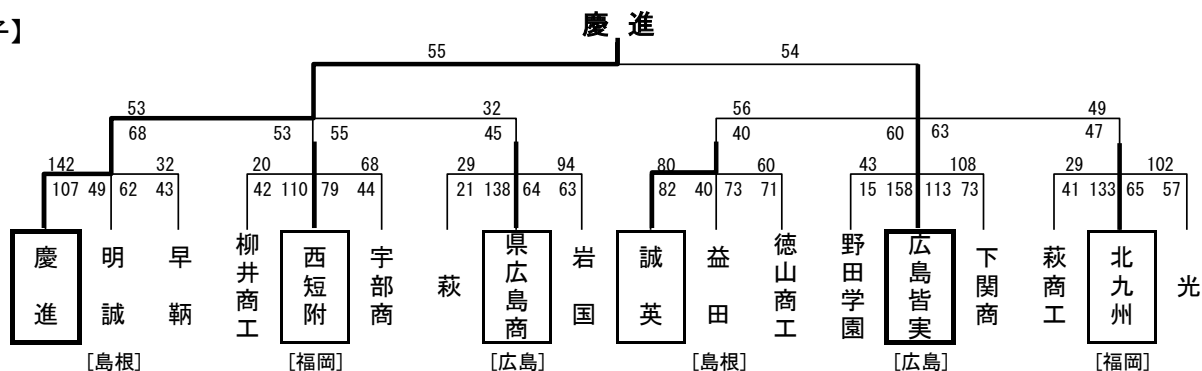 子】
慶 進
55 54
53 32 56 49
68 53 55 45 40 60 63 47
142 32 20 68 29 94 80 60 43 108 29 102
107 49 62 43 42 110 79 44 21 138 64 63 82 40 73 71 15 158 113 73 41 133 65 57
慶進 明誠 早鞆 柳井商工 西短附 宇部商 萩 県広島商 岩国 誠英 益田 徳山商工 野田学園 広島皆実 下関商 萩商工 北九州 光
[島根] [福岡] [広島] [島根] [広島] [福岡]